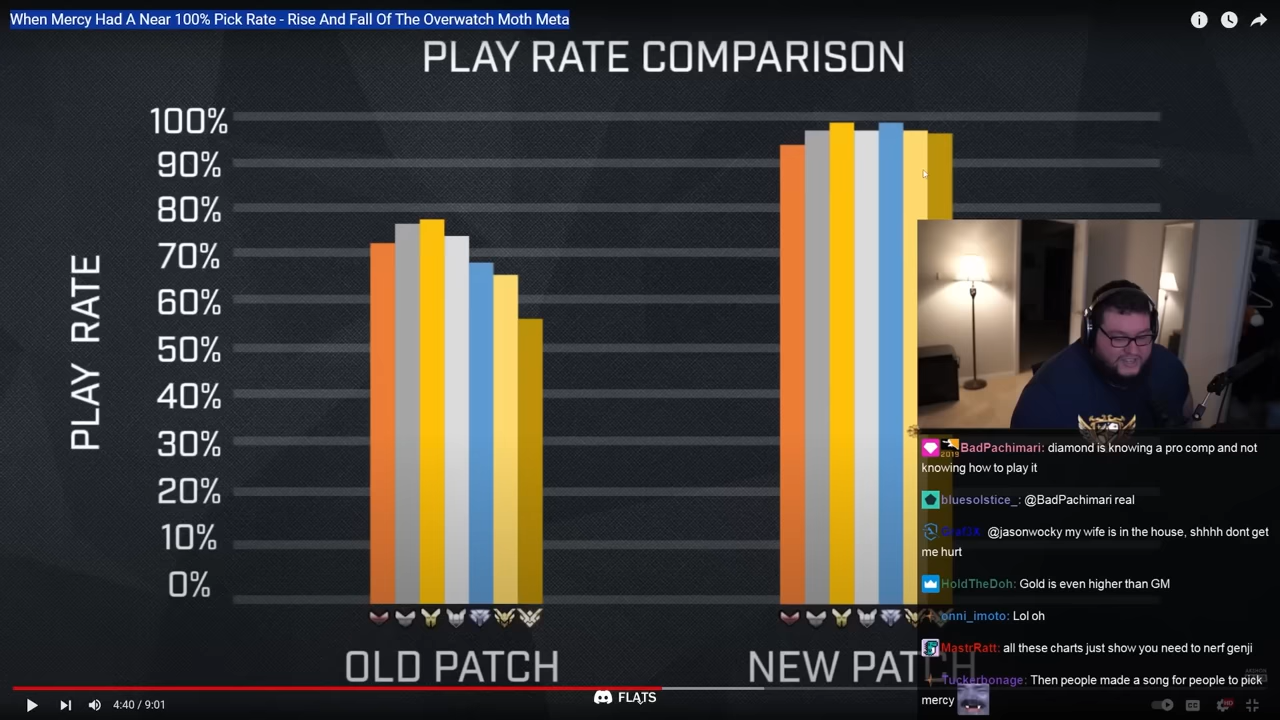 When Mercy Had A Near 100% Pick Rate - Rise And Fall Of The Overwatch Moth Meta
PLAY RATE COMPARISON
100%
90%
80%
70%
60%
50%
40%
30%
20%
10%
0%
PLAY RATE
OLD PATCH
NEW PATCH
BadPachimari: diamond is knowing a pro comp and not
knowing how to play it
bluesolstice_: @BadPachimari real
@jasonwocky my wife is in the house, shhhh dont get
me hurt
HoldTheDoh: Gold is even higher than GM
onni_imoto: Lol oh
MastrRatt: all these charts just show you need to nerf genji
Tuckerbonage: Then people made a song for people to pick
mercy
4:40 / 9:01
FLATS